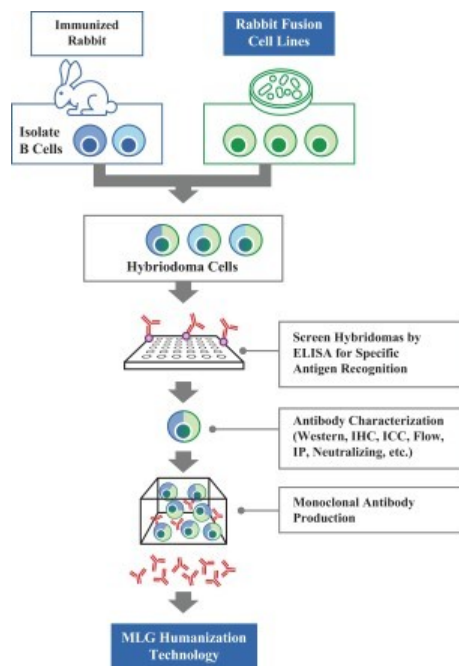 Immunized
Rabbit
Rabbit Fusion
Cell Lines
Isolate
B Cells
Hybriodoma Cells
Screen Hybridomas by
ELISA for Specific
Antigen Recognition
Antibody Characterization
(Western, IHC, ICC, Flow,
IP, Neutralizing, etc.)
Monoclonal Antibody
Production
MLG Humanization
Technology